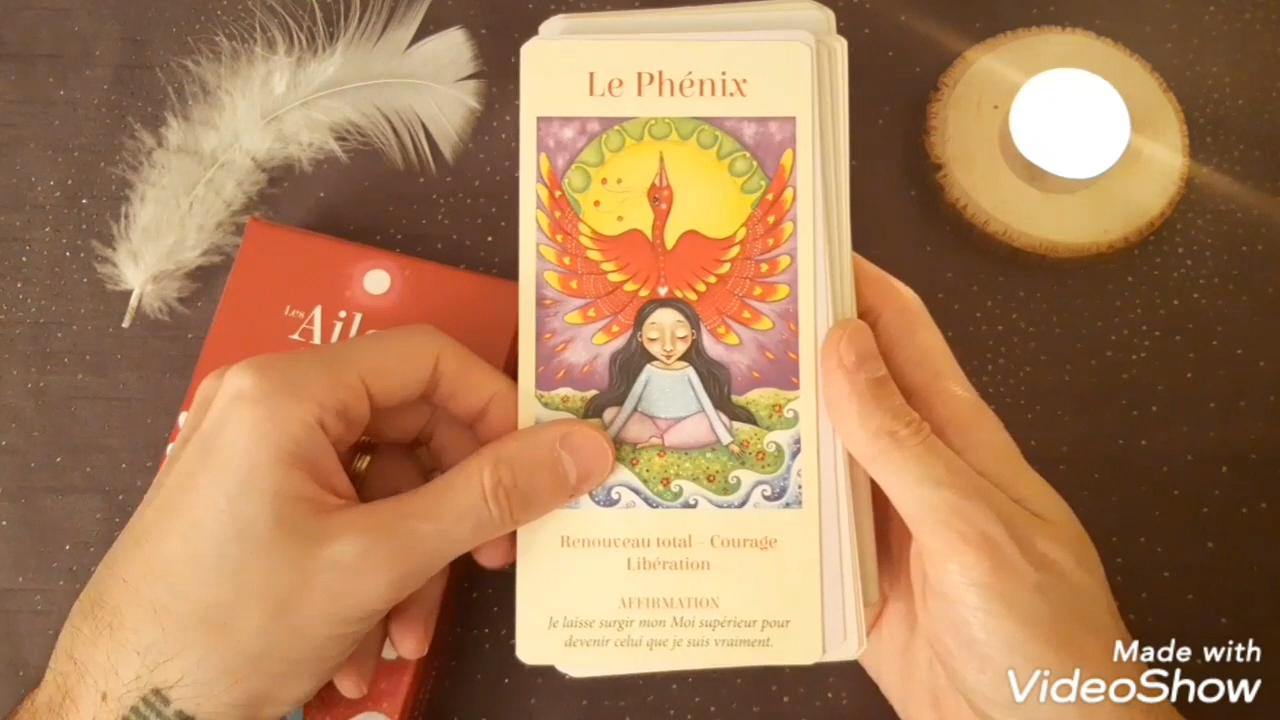 Le Phénix
Les
Renouveau total – Courage
Libération
AFFIRMATION
Je laisse surgir mon Moi supérieur pour
devenir celui que je suis vraiment.
Made with
VideoShow